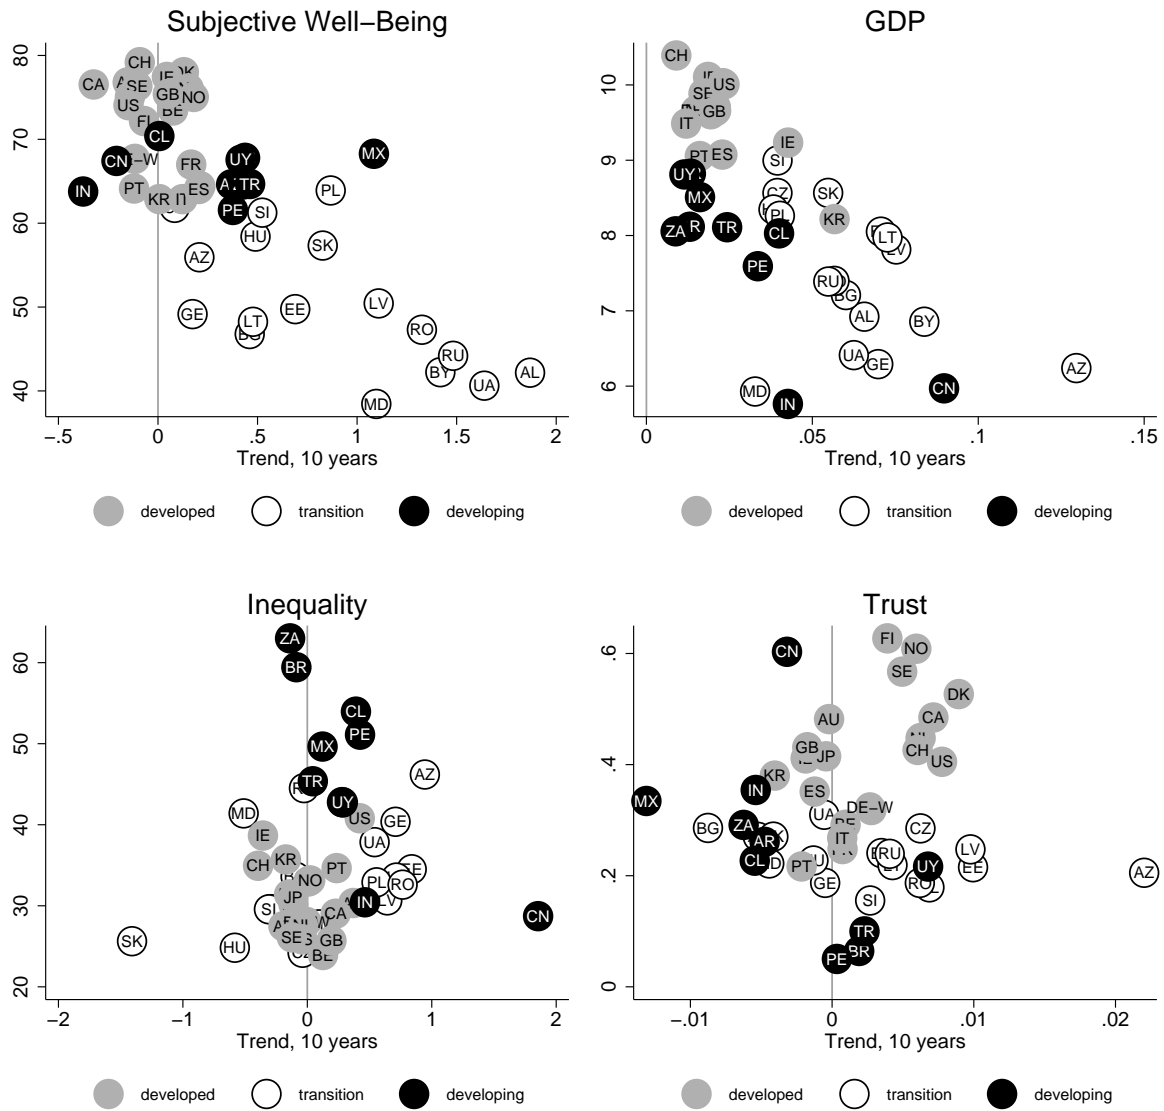 Subjective Well−Being
80
70
60
50
40
CH
CA
SE
US
GB
NO
BE
FI
CL
CN
−W
FR
IN
PT
KR
ES
UY
MX
TR
PE
PL
SI
HU
SK
AZ
GE
LT
EE
LV
RO
RU
BY
UA
AL
MD
−.5 0 .5 1 1.5 2
Trend, 10 years
developed transition developing
GDP
10
9
8
7
6
CH
US
GB
IT
PT
ES
IE
SI
UY
MX
CZ
SK
PL
KR
ZA
R
TR
CL
LT
LV
PE
RU
BG
AL
BY
UA
GE
AZ
MD
IN
CN
0 .05 .1 .15
Trend, 10 years
developed transition developing
Inequality
60
50
40
30
20
ZA
BR
CL
PE
MX
TR
AZ
UY
MD
US
GE
IE
UA
CH
KR
PT
NO
PL
RO
JP
SI
CA
IN
LV
CN
SE
GB
BE
SK
HU
−2 −1 0 1 2
Trend, 10 years
developed transition developing
Trust
.6
.4
.2
0
FI
NO
CN
SE
DK
AU
CA
GB
JP
CH
US
KR
IN
ES
MX
DE−W
UA
BG
ZA
AR
IT
CZ
CL
PT
RU
UY
LV
EE
AZ
GE
RO
SI
TR
BR
PE
−.01 0 .01 .02
Trend, 10 years
developed transition developing